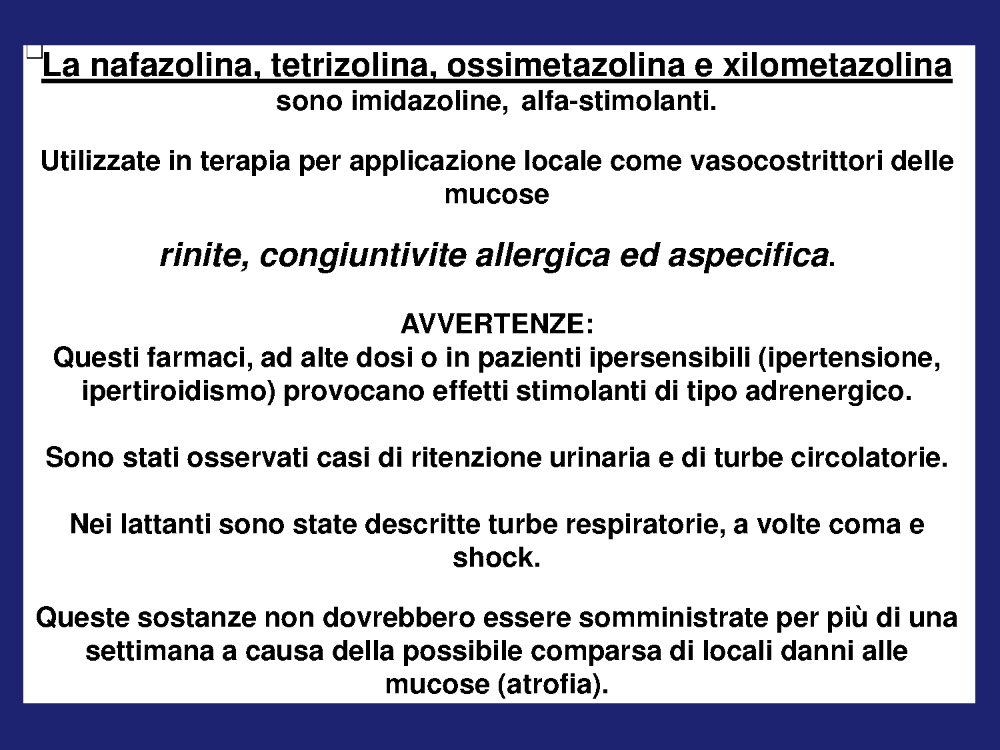 La nafazolina, tetrizolina, ossimetazolina e xilometazolina
sono imidazoline, alfa-stimolanti.
Utilizzate in terapia per applicazione locale come vasocostrittori delle
mucose
rinite, congiuntivite allergica ed aspecifica.
AVVERTENZE:
Questi farmaci, ad alte dosi o in pazienti ipersensibili (ipertensione,
ipertiroidismo) provocano effetti stimolanti di tipo adrenergico.
Sono stati osservati casi di ritenzione urinaria e di turbe circolatorie.
Nei lattanti sono state descritte turbe respiratorie, a volte coma e
shock.
Queste sostanze non dovrebbero essere somministrate per più di una
settimana a causa della possibile comparsa di locali danni alle
mucose (atrofia).